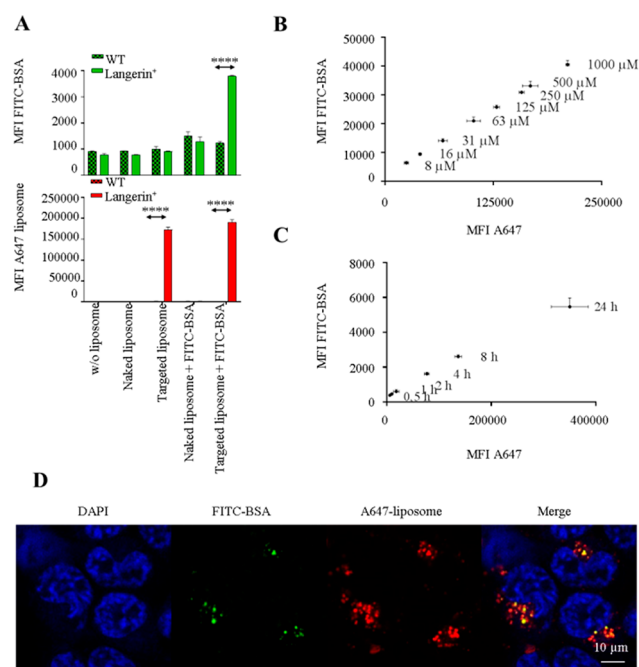 A
WT
Langerin+
MFI FITC-BSA
4000
3000
2000
1000
0
****
WT
Langerin+
MFI A647 liposome
200000
150000
100000
50000
0
****
****
w/o liposome
Naked liposome
Targeted liposome
Naked liposome + FITC-BSA
Targeted liposome + FITC-BSA
B
MFI FITC-BSA
50000
40000
30000
20000
10000
0
1000 µM
500 µM
250 µM
125 µM
63 µM
31 µM
16 µM
8 µM
0
125000
250000
MFI A647
C
MFI FITC-BSA
8000
6000
4000
2000
0
24 h
8 h
4 h
2 h
1 h
0.5 h
0
200000
400000
MFI A647
D
DAPI
FITC-BSA
A647-liposome
Merge
10 µm